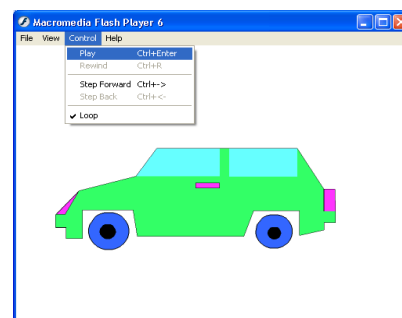 Macromedia Flash Player 6
File View Control Help
Play Ctrl+Enter
Rewind Ctrl+R
Step Forward Ctrl+->
Step Back Ctrl+<-
Loop